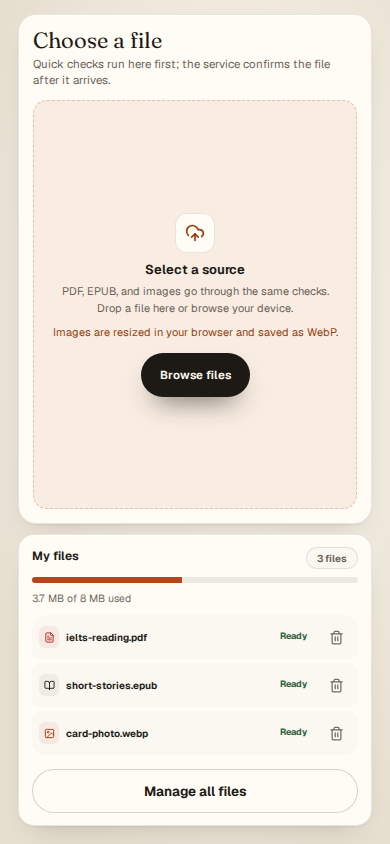 Choose a file
Quick checks run here first; the service confirms the file
after it arrives.
Select a source
PDF, EPUB, and images go through the same checks.
Drop a file here or browse your device.
Images are resized in your browser and saved as WebP.
Browse files
My files
3 files
3.7 MB of 8 MB used
ielts-reading.pdf
Ready
short-stories.epub
Ready
card-photo.webp
Ready
Manage all files